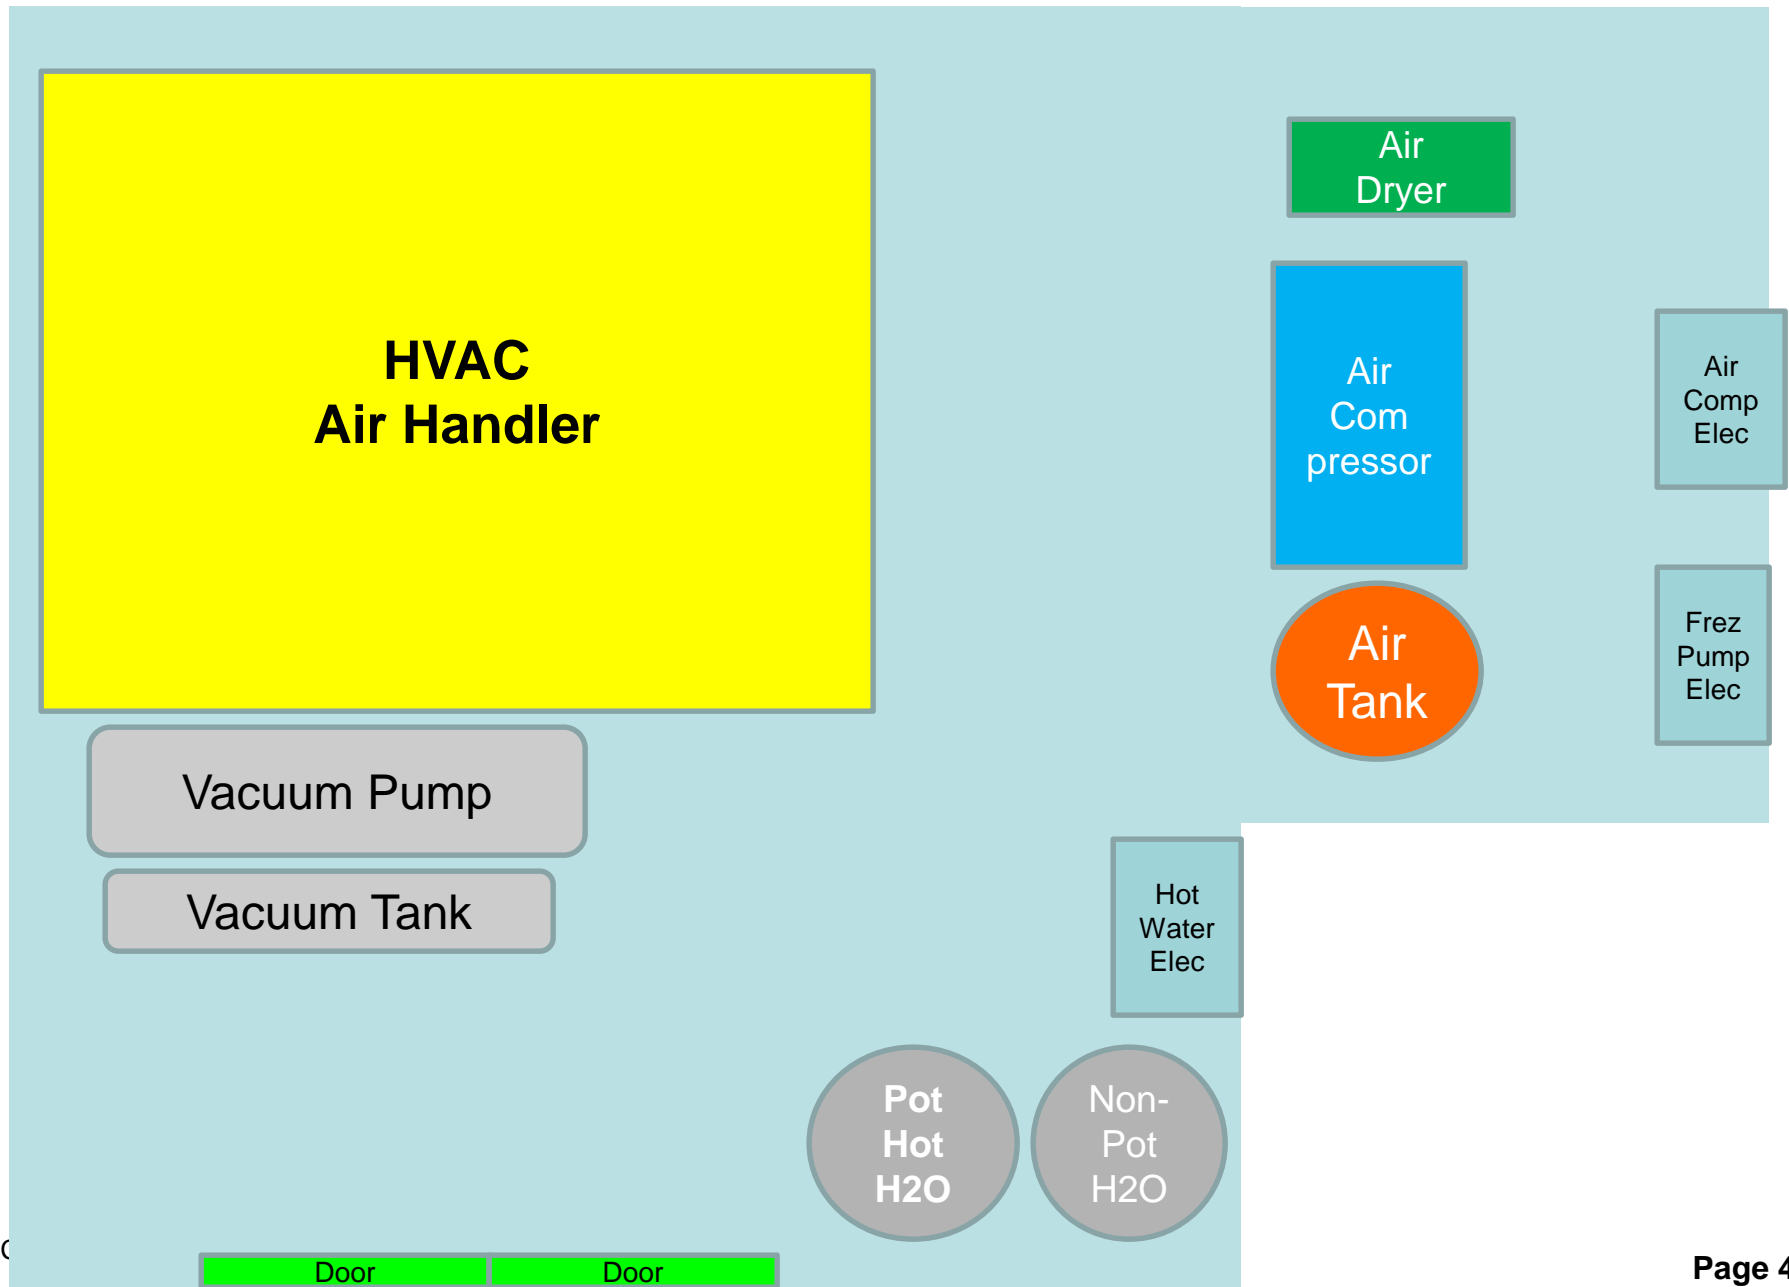 HVAC
Air Handler
Air
Dryer
Air
Com
pressor
Air
Comp
Elec
Air
Tank
Frez
Pump
Elec
Vacuum Pump
Vacuum Tank
Hot
Water
Elec
Pot
Hot
H2O
Non-
Pot
H2O
Door Door
Page 4